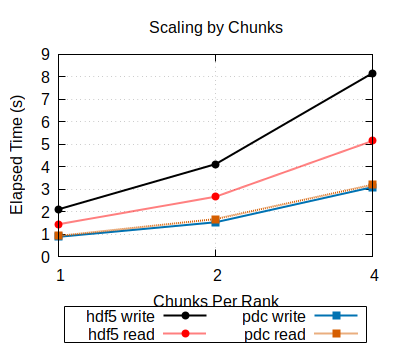 Scaling by Chunks
9
8
7
6
5
4
3
2
1
0
Elapsed Time (s)
1 2 4
Chunks Per Rank
hdf5 write pdc write
hdf5 read pdc read